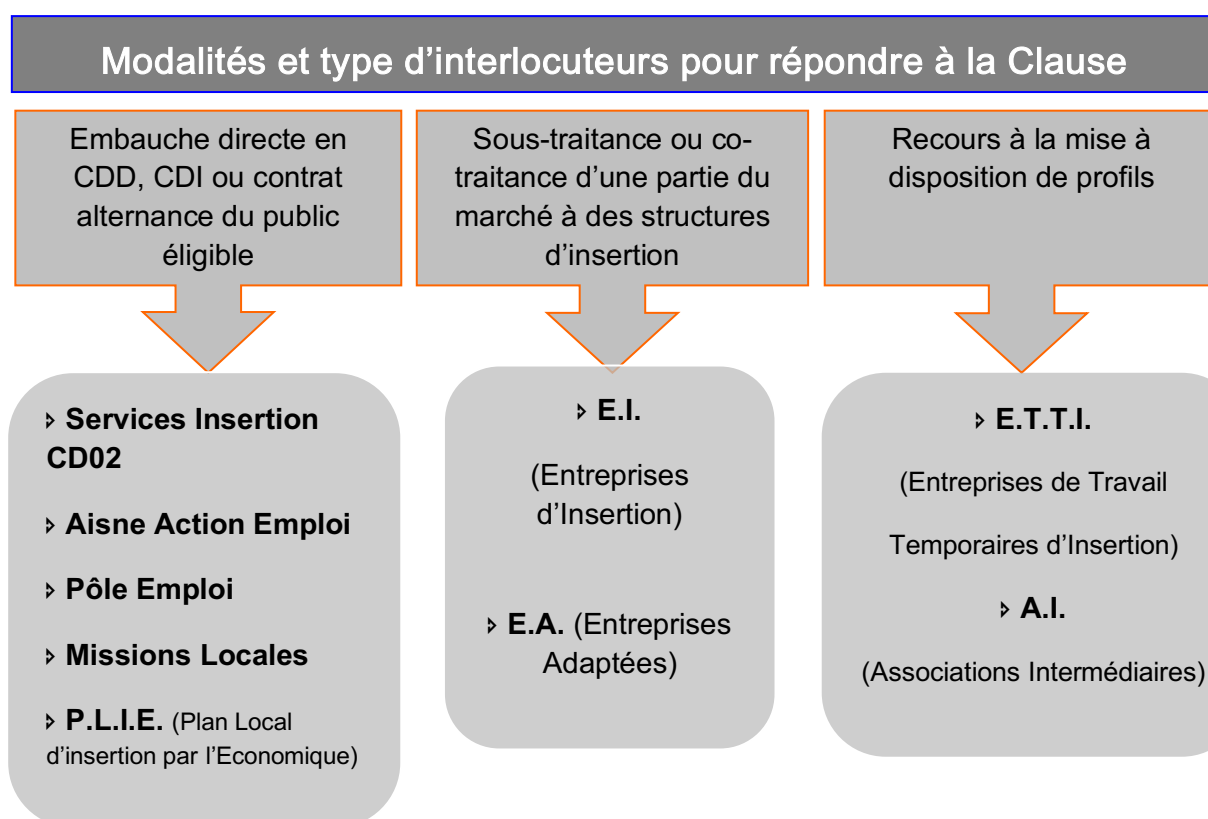 Modalités et type d'interlocuteurs pour répondre à la Clause
Embauche directe en
CDD, CDI ou contrat
alternance du public
éligible
Sous-traitance ou co-
traitance d'une partie du
marché à des structures
d'insertion
Recours à la mise à
disposition de profils
Services Insertion
CD02
Aisne Action Emploi
Pôle Emploi
Missions Locales
P.L.I.E. (Plan Local
d'insertion par l'Economique)
E.I.
(Entreprises
d'Insertion)
E.A. (Entreprises
Adaptées)
E.T.T.I.
(Entreprises de Travail
Temporaires d'Insertion)
A.I.
(Associations Intermédiaires)